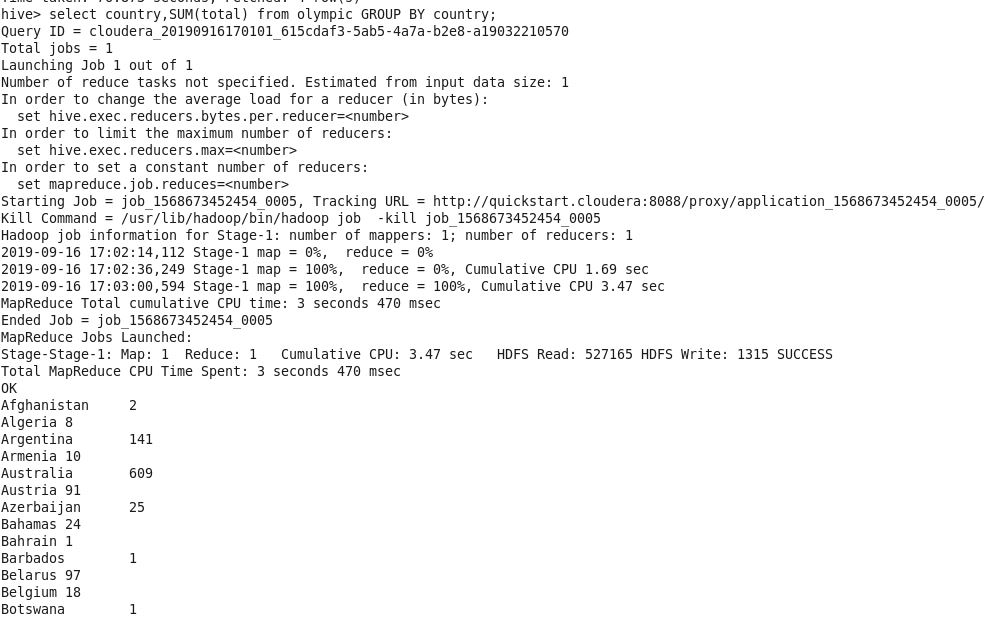 hive> select country,SUM(total) from olympic GROUP BY country;
Query ID = cloudera_20190916170101_615cdaf3-5ab5-4a7a-b2e8-a19032210570
Total jobs = 1
Launching Job 1 out of 1
Number of reduce tasks not specified. Estimated from input data size: 1
In order to change the average load for a reducer (in bytes):
  set hive.exec.reducers.bytes.per.reducer=<number>
In order to limit the maximum number of reducers:
  set hive.exec.reducers.max=<number>
In order to set a constant number of reducers:
  set mapreduce.job.reduces=<number>
Starting Job = job_1568673452454_0005, Tracking URL = http://quickstart.cloudera:8088/proxy/application_1568673452454_0005/
Kill Command = /usr/lib/hadoop/bin/hadoop job  -kill job_1568673452454_0005
Hadoop job information for Stage-1: number of mappers: 1; number of reducers: 1
2019-09-16 17:02:14,112 Stage-1 map = 0%,  reduce = 0%
2019-09-16 17:02:36,249 Stage-1 map = 100%,  reduce = 0%, Cumulative CPU 1.69 sec
2019-09-16 17:03:00,594 Stage-1 map = 100%,  reduce = 100%, Cumulative CPU 3.47 sec
MapReduce Total cumulative CPU time: 3 seconds 470 msec
Ended Job = job_1568673452454_0005
MapReduce Jobs Launched:
Stage-Stage-1: Map: 1  Reduce: 1   Cumulative CPU: 3.47 sec   HDFS Read: 527165 HDFS Write: 1315 SUCCESS
Total MapReduce CPU Time Spent: 3 seconds 470 msec
OK
Afghanistan	2
Algeria	8
Argentina	141
Armenia	10
Australia	609
Austria	91
Azerbaijan	25
Bahamas	24
Bahrain	1
Barbados	1
Belarus	97
Belgium	18
Botswana	1